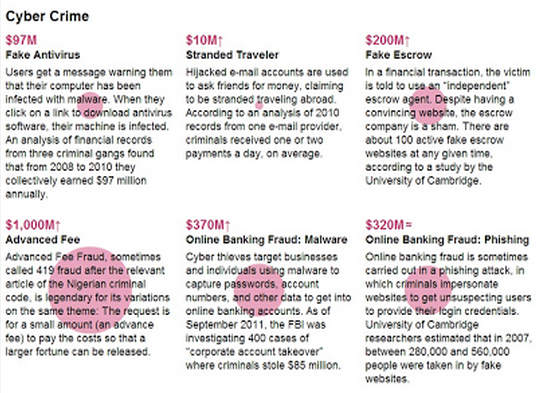 Cyber Crime
$97M
Fake Antivirus
Users get a message warning them
that their computer has been
infected with malware. When they
click on a link to download antivirus
software, their machine is infected.
An analysis of financial records
from three criminal gangs found
that from 2008 to 2010 they
collectively earned $97 million
annually.
$10M↑
Stranded Traveler
Hijacked e-mail accounts are used
to ask friends for money, claiming
to be stranded traveling abroad.
According to an analysis of 2010
records from one e-mail provider,
criminals received one or two
payments a day, on average.
$200M↑
Fake Escrow
In a financial transaction, the victim
is told to use an "independent"
escrow agent. Despite having a
convincing website, the escrow
company is a sham. There are
about 100 active fake escrow
websites at any given time,
according to a study by the
University of Cambridge.
$1,000M↑
Advanced Fee
Advanced Fee Fraud, sometimes
called 419 fraud after the relevant
article of the Nigerian criminal
code, is legendary for its variations
on the same theme: The request is
for a small amount (an advance
fee) to pay the costs so that a
larger fortune can be released.
$370M↑
Online Banking Fraud: Malware
Cyber thieves target businesses
and individuals using malware to
capture passwords, account
numbers, and other data to get into
online banking accounts. As of
September 2011, the FBI was
investigating 400 cases of
"corporate account takeover"
where criminals stole $85 million.
$320M≈
Online Banking Fraud: Phishing
Online banking fraud is sometimes
carried out in a phishing attack, in
which criminals impersonate
websites to get unsuspecting users
to provide their login credentials.
University of Cambridge
researchers estimated that in 2007,
between 280,000 and 560,000
people were taken in by fake
websites.